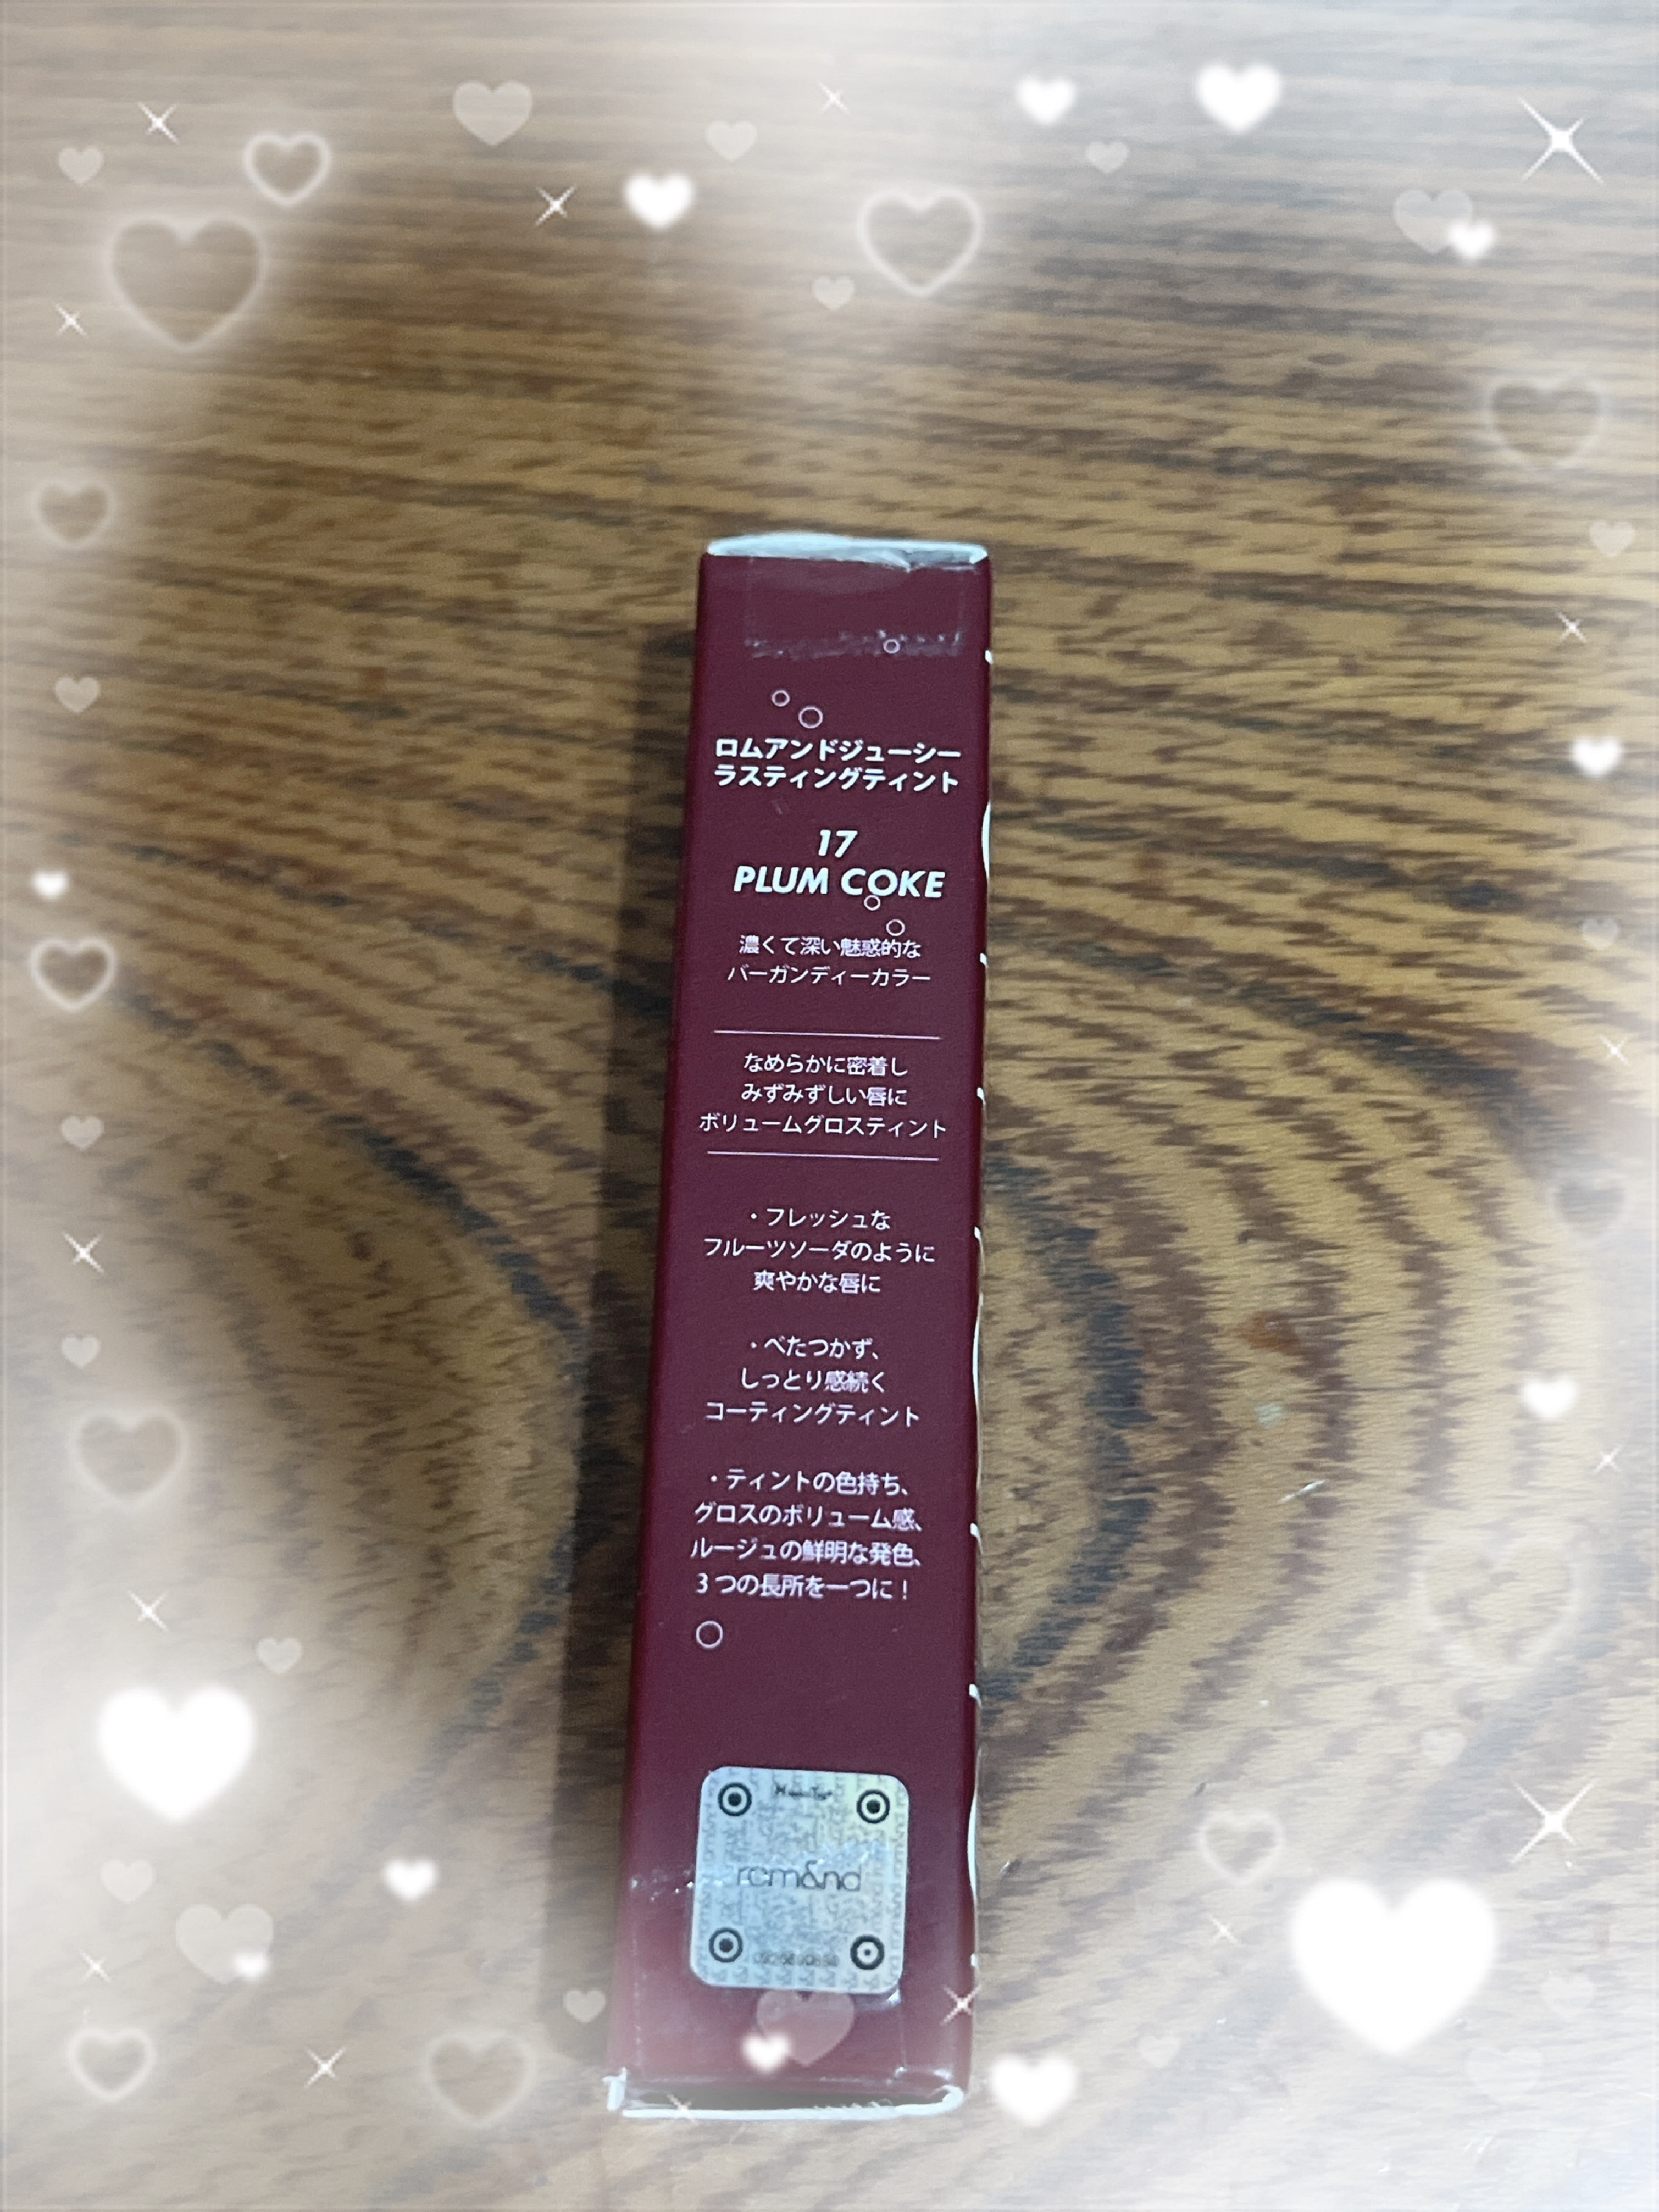 ロムアンドジューシー
ラスティングティント
17
PLUM COKE
濃くて深い魅惑的な
バーガンディーカラー
なめらかに密着し
みずみずしい唇に
ボリュームグロスティント
・フレッシュな
フルーツソーダのように
爽やかな唇に
・べたつかず、
しっとり感続く
コーティングティント
・ティントの色持ち、
グロスのボリューム感、
ルージュの鮮明な発色、
3つの長所を一つに!
rom&nd